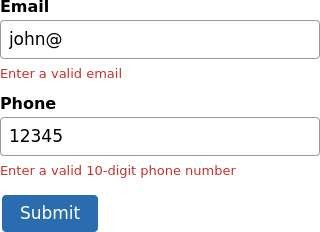 Email
john@
Enter a valid email
Phone
12345
Enter a valid 10-digit phone number
Submit